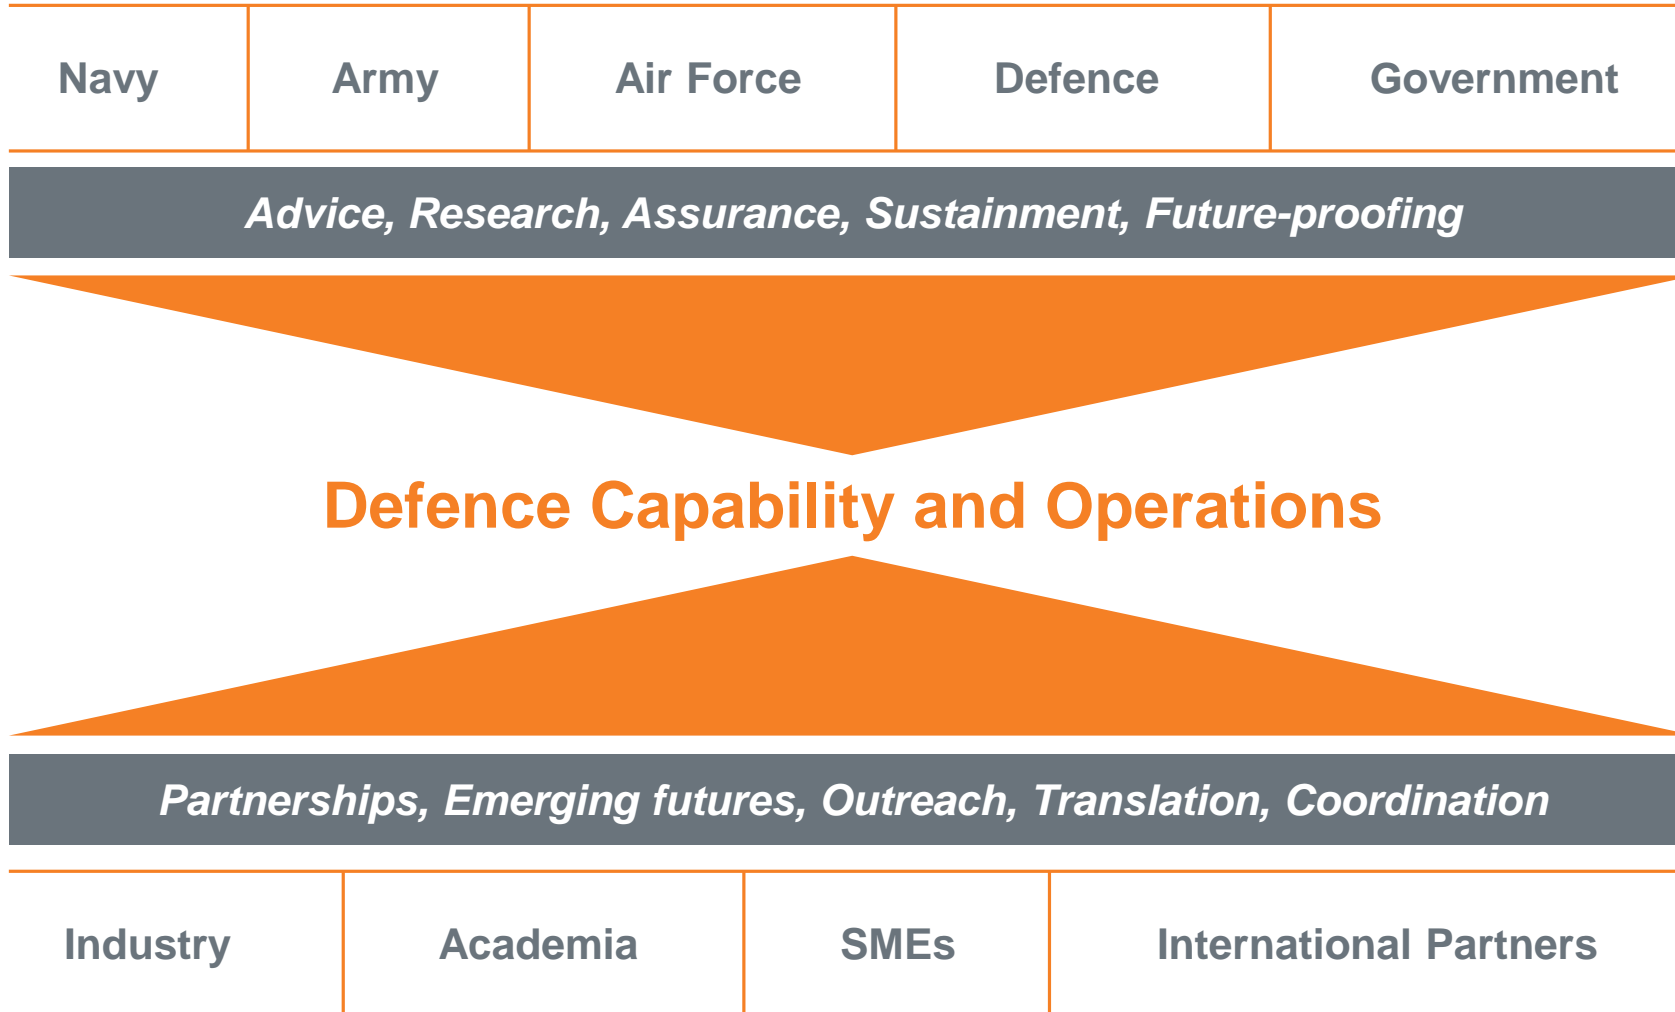 Navy Army Air Force Defence Government
Advice, Research, Assurance, Sustainment, Future-proofing
Defence Capability and Operations
Partnerships, Emerging futures, Outreach, Translation, Coordination
Industry Academia SMEs International Partners